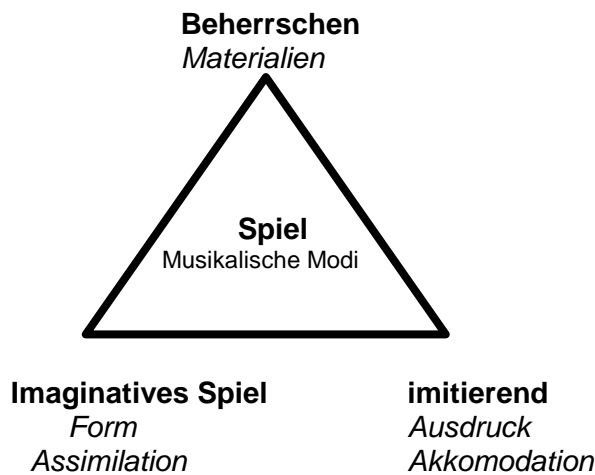 Beherrschen
Materialien
Spiel
Musikalische Modi
Imaginatives Spiel
Form
Assimilation
imitierend
Ausdruck
Akkomodation